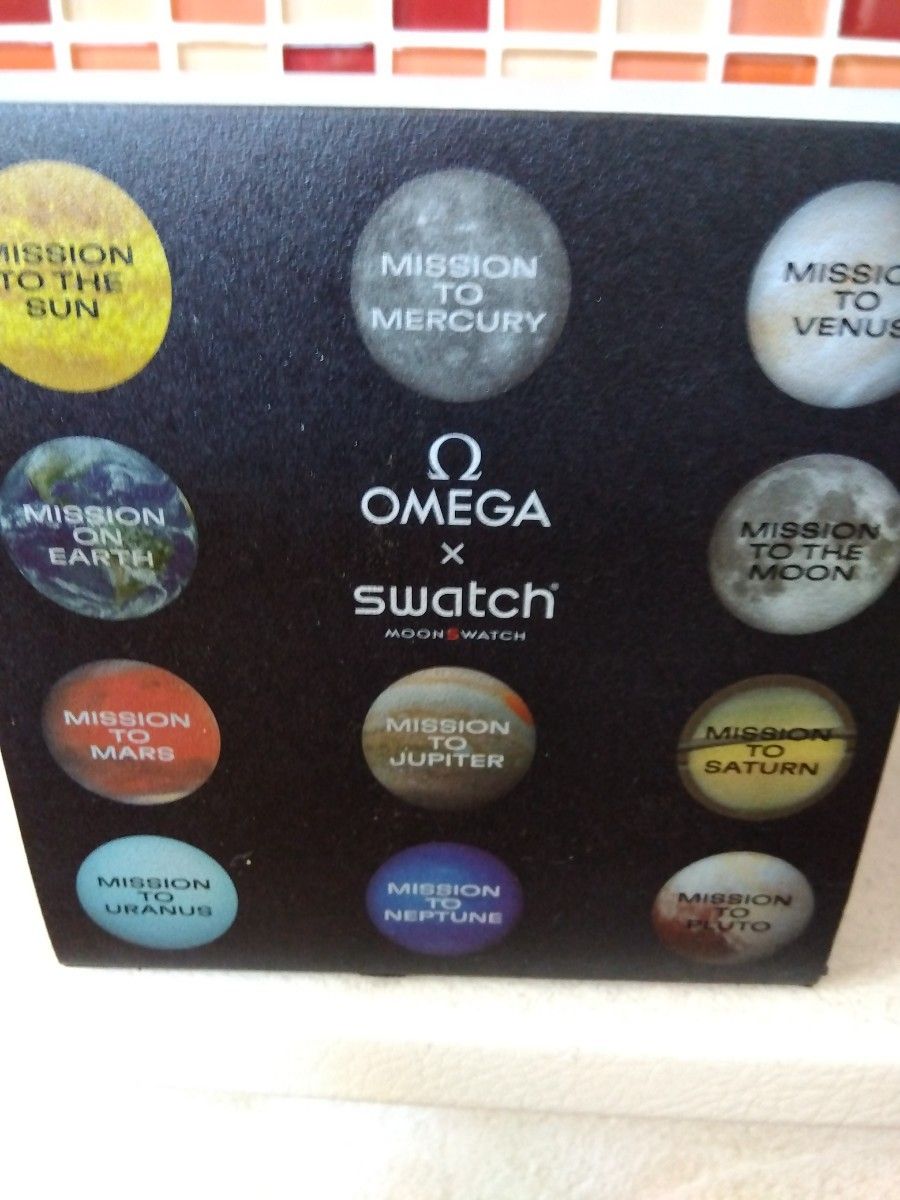 MISSION
TO THE
SUN
MISSION
TO
MERCURY
MISSIO
TO
VENUS
MISSION
ON
EARTH
Ω
OMEGA
×
swatch®
MOONSWATCH
MISSION
TO THE
MOON
MISSION
TO
MARS
MISSION
TO
JUPITER
MISSION
TO
SATURN
MISSION
TO
URANUS
MISSION
TO
NEPTUNE
MISSION
TO
PLUTO